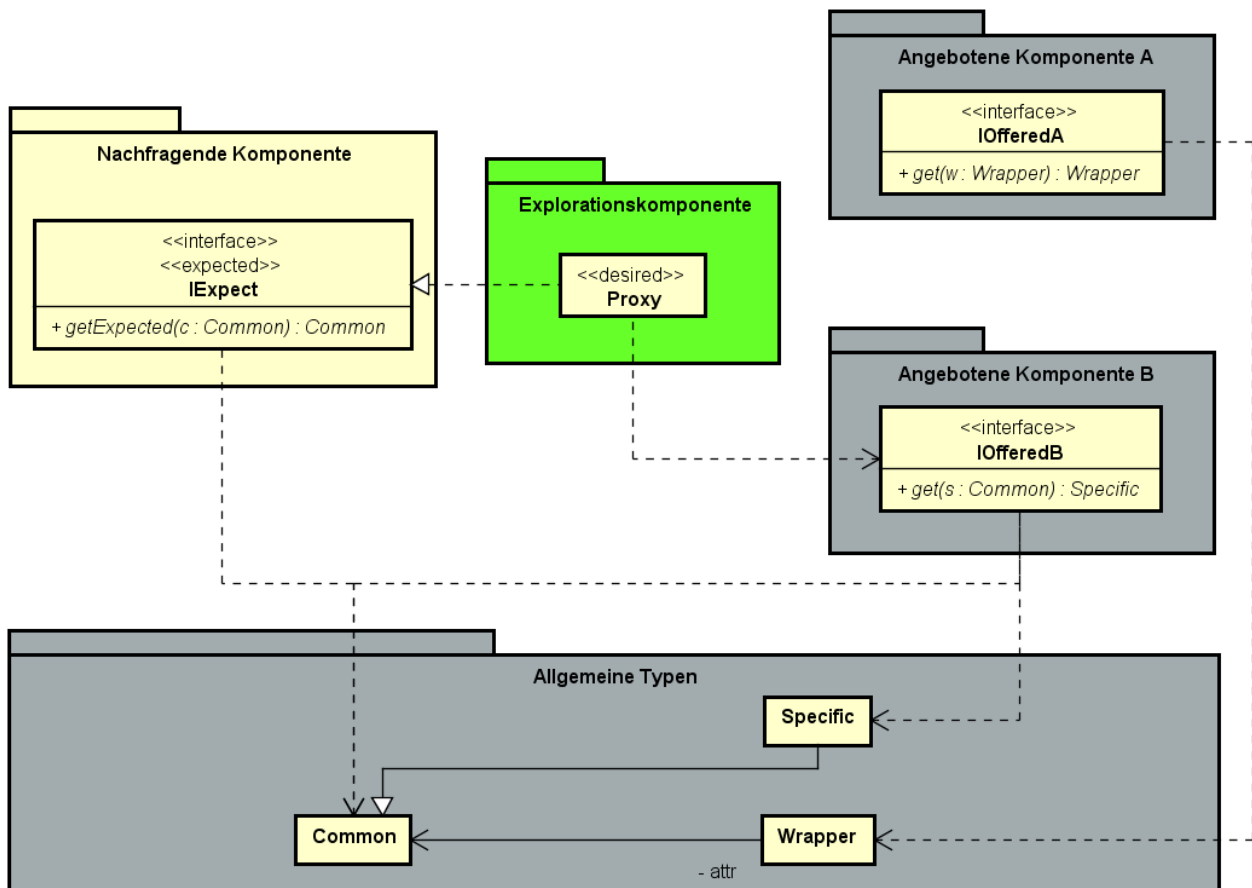 Angebotene Komponente A
<<interface>>
IOfferedA
+ get(w : Wrapper) : Wrapper
Nachfragende Komponente
<<interface>>
<<expected>>
IExpect
+ getExpected(c : Common) : Common
Explorationskomponente
<<desired>>
Proxy
Angebotene Komponente B
<<interface>>
IOfferedB
+ get(s : Common) : Specific
Allgemeine Typen
Specific
Common
Wrapper
- attr